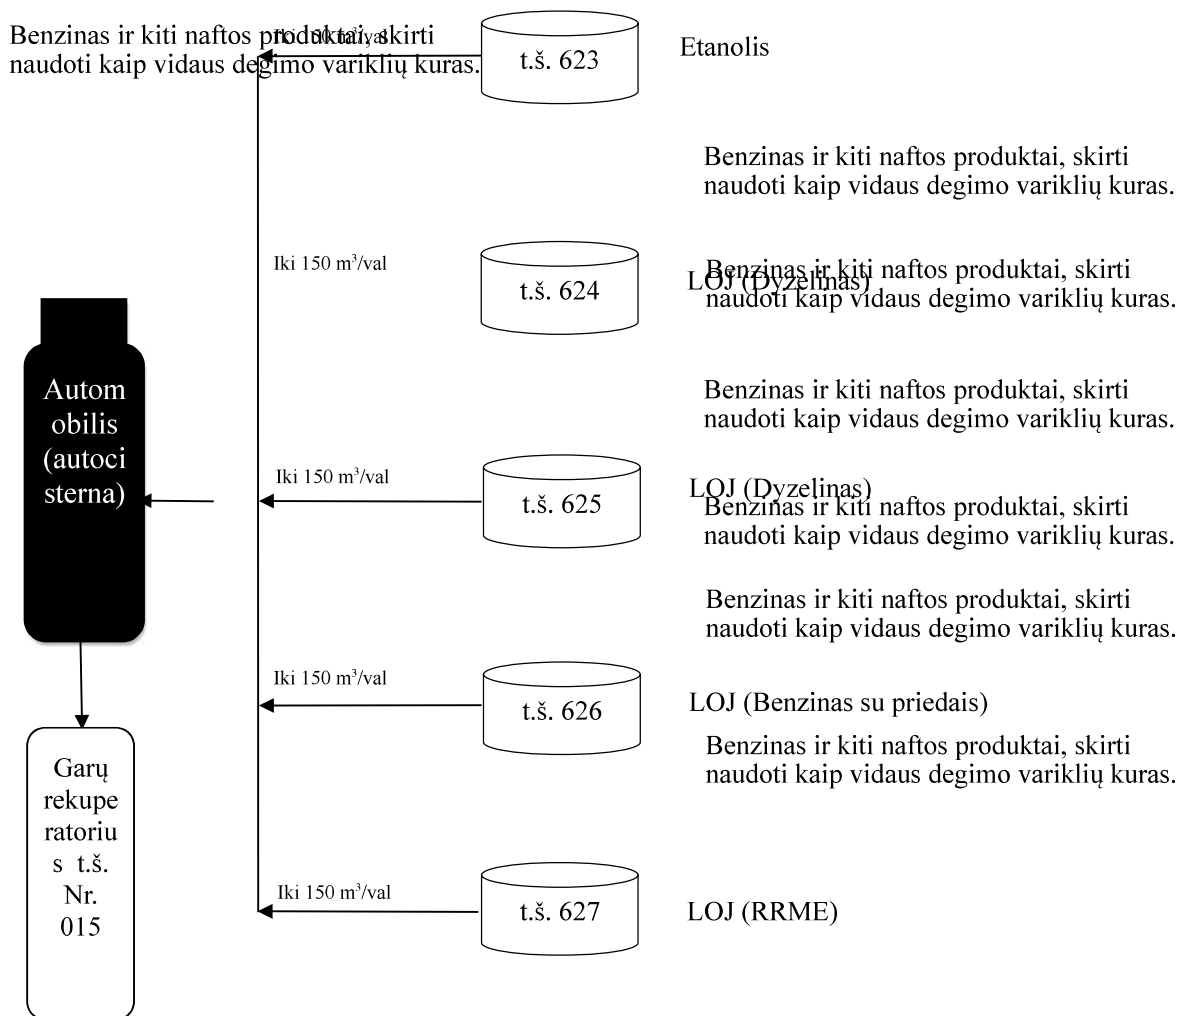 Benzinas ir kiti naftos produktai, skirti
naudoti kaip vidaus degimo variklių kuras.
t.š. 623
Etanolis
Benzinas ir kiti naftos produktai, skirti
naudoti kaip vidaus degimo variklių kuras.
Iki 150 m³/val
t.š. 624
LOJ (Dyzelinas)
Benzinas ir kiti naftos produktai, skirti
naudoti kaip vidaus degimo variklių kuras.
Autom
obilis
(autoci
sterna)
Benzinas ir kiti naftos produktai, skirti
naudoti kaip vidaus degimo variklių kuras.
Iki 150 m³/val
t.š. 625
LOJ (Dyzelinas)
Benzinas ir kiti naftos produktai, skirti
naudoti kaip vidaus degimo variklių kuras.
Benzinas ir kiti naftos produktai, skirti
naudoti kaip vidaus degimo variklių kuras.
Iki 150 m³/val
t.š. 626
LOJ (Benzinas su priedais)
Benzinas ir kiti naftos produktai, skirti
naudoti kaip vidaus degimo variklių kuras.
Garų
rekupe
ratoriu
s t.š.
Nr.
015
Iki 150 m³/val
t.š. 627
LOJ (RRME)